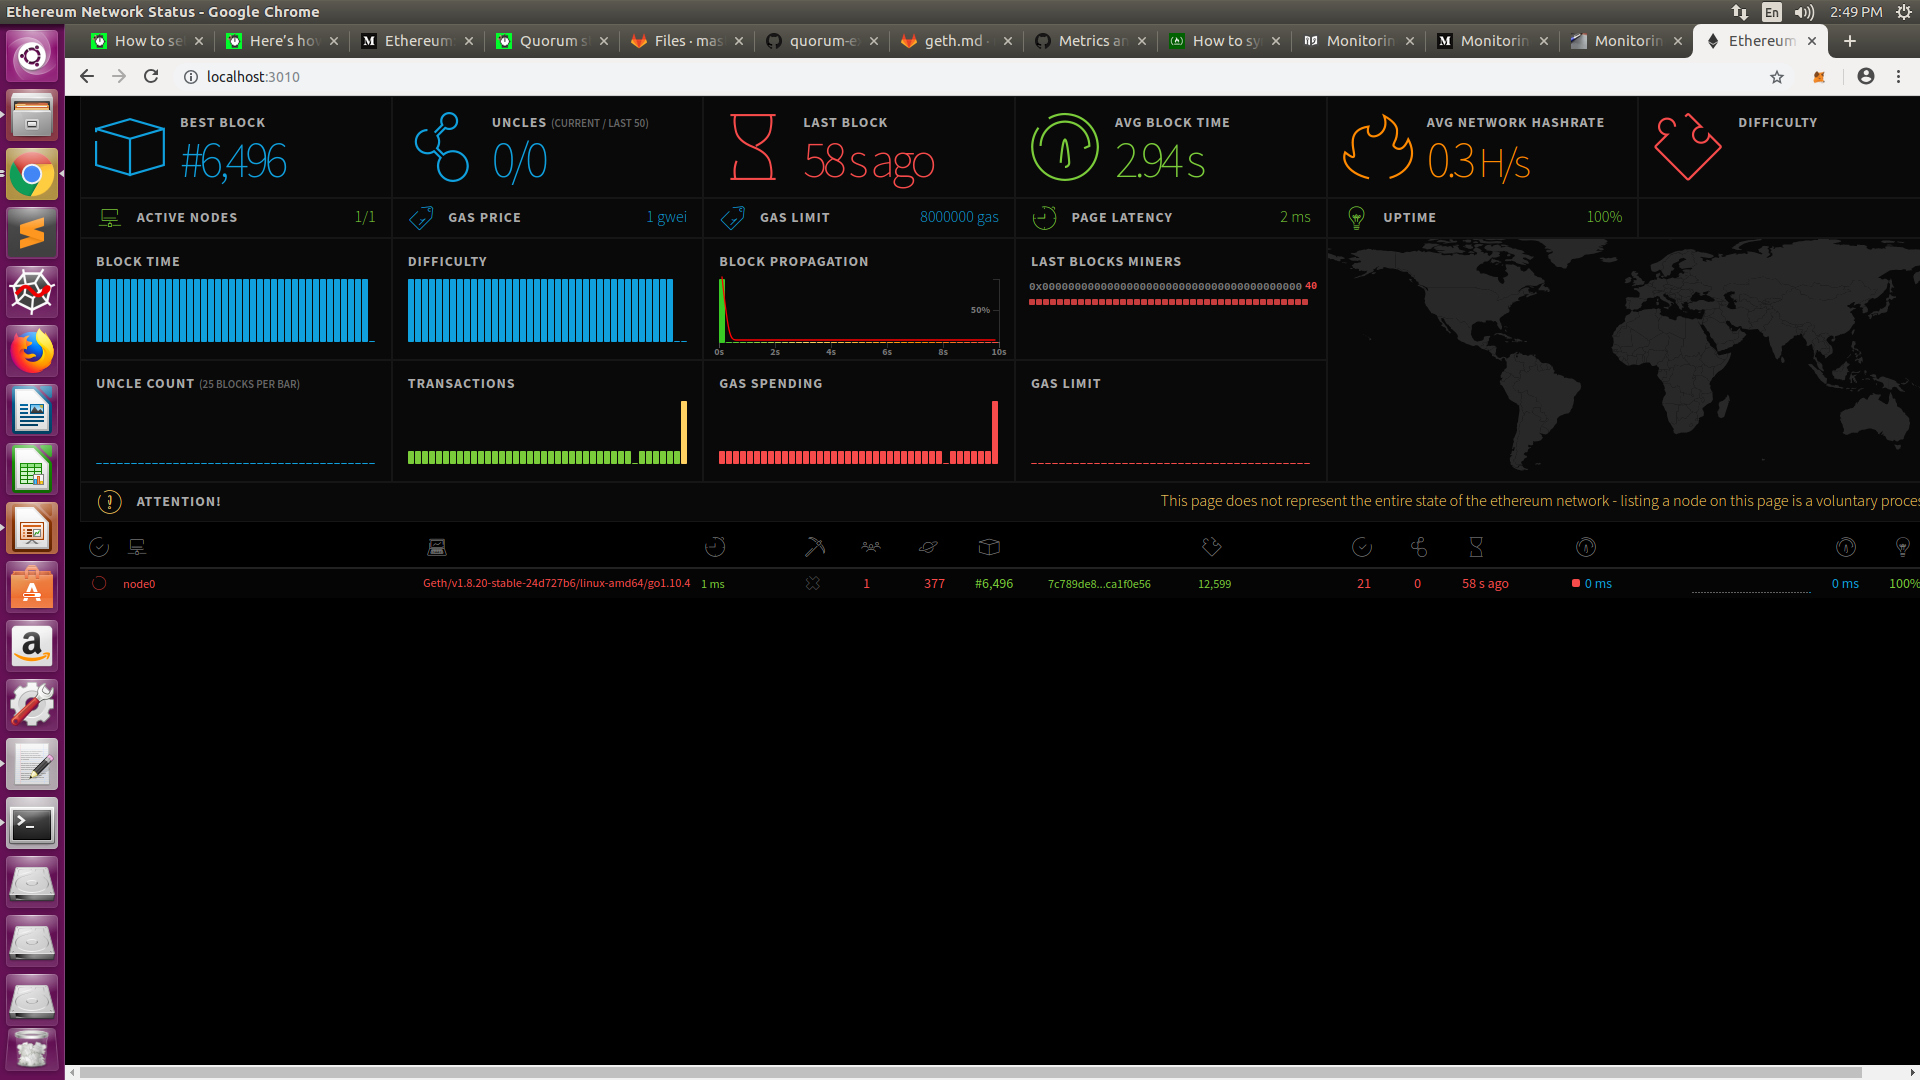 Ethereum Network Status - Google Chrome
En
2:49 PM
How to se
Here's how
Ethereum:
Quorum s
Files · mas
quorum-e
geth.md ·
Metrics an
How to sy
Monitorin
Monitorin
Monitorin
Ethereum
localhost:3010
BEST BLOCK
#6,496
UNCLES (CURRENT / LAST 50)
0/0
LAST BLOCK
58 s ago
AVG BLOCK TIME
2.94 s
AVG NETWORK HASHRATE
0.3 H/s
DIFFICULTY
ACTIVE NODES 1/1
GAS PRICE 1 gwei
GAS LIMIT 8000000 gas
PAGE LATENCY 2 ms
UPTIME 100%
BLOCK TIME
DIFFICULTY
BLOCK PROPAGATION
50%
0s 2s 4s 6s 8s 10s
LAST BLOCKS MINERS
0x0000000000000000000000000000000000000000 40
UNCLE COUNT (25 BLOCKS PER BAR)
TRANSACTIONS
GAS SPENDING
GAS LIMIT
ATTENTION!
This page does not represent the entire state of the ethereum network - listing a node on this page is a voluntary proces
node0 Geth/v1.8.20-stable-24d727b6/linux-amd64/go1.10.4 1 ms 1 377 #6,496 7c789de8...ca1f0e56 12,599 21 0 58 s ago 0 ms 0 ms 100%